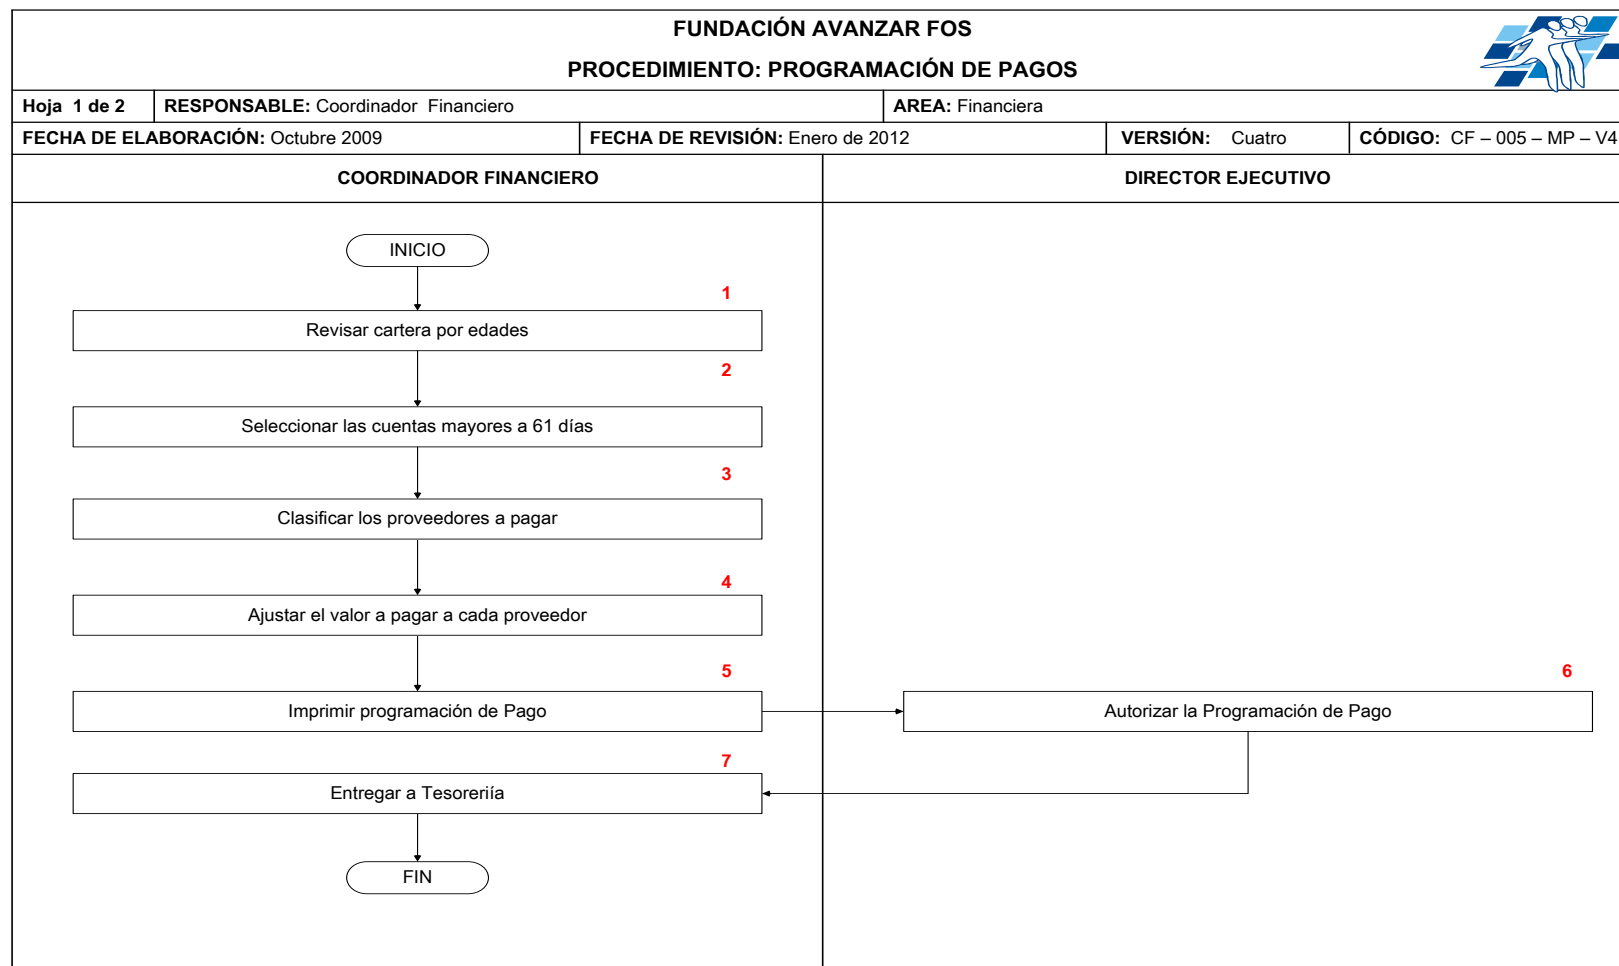 FUNDACIÓN AVANZAR FOS
PROCEDIMIENTO: PROGRAMACIÓN DE PAGOS
Hoja 1 de 2 RESPONSABLE: Coordinador Financiero AREA: Financiera
FECHA DE ELABORACIÓN: Octubre 2009 FECHA DE REVISIÓN: Enero de 2012 VERSIÓN: Cuatro CÓDIGO: CF – 005 – MP – V4
COORDINADOR FINANCIERO DIRECTOR EJECUTIVO
INICIO
1
Revisar cartera por edades
2
Seleccionar las cuentas mayores a 61 días
3
Clasificar los proveedores a pagar
4
Ajustar el valor a pagar a cada proveedor
5 6
Imprimir programación de Pago Autorizar la Programación de Pago
7
Entregar a Tesoreriía
FIN